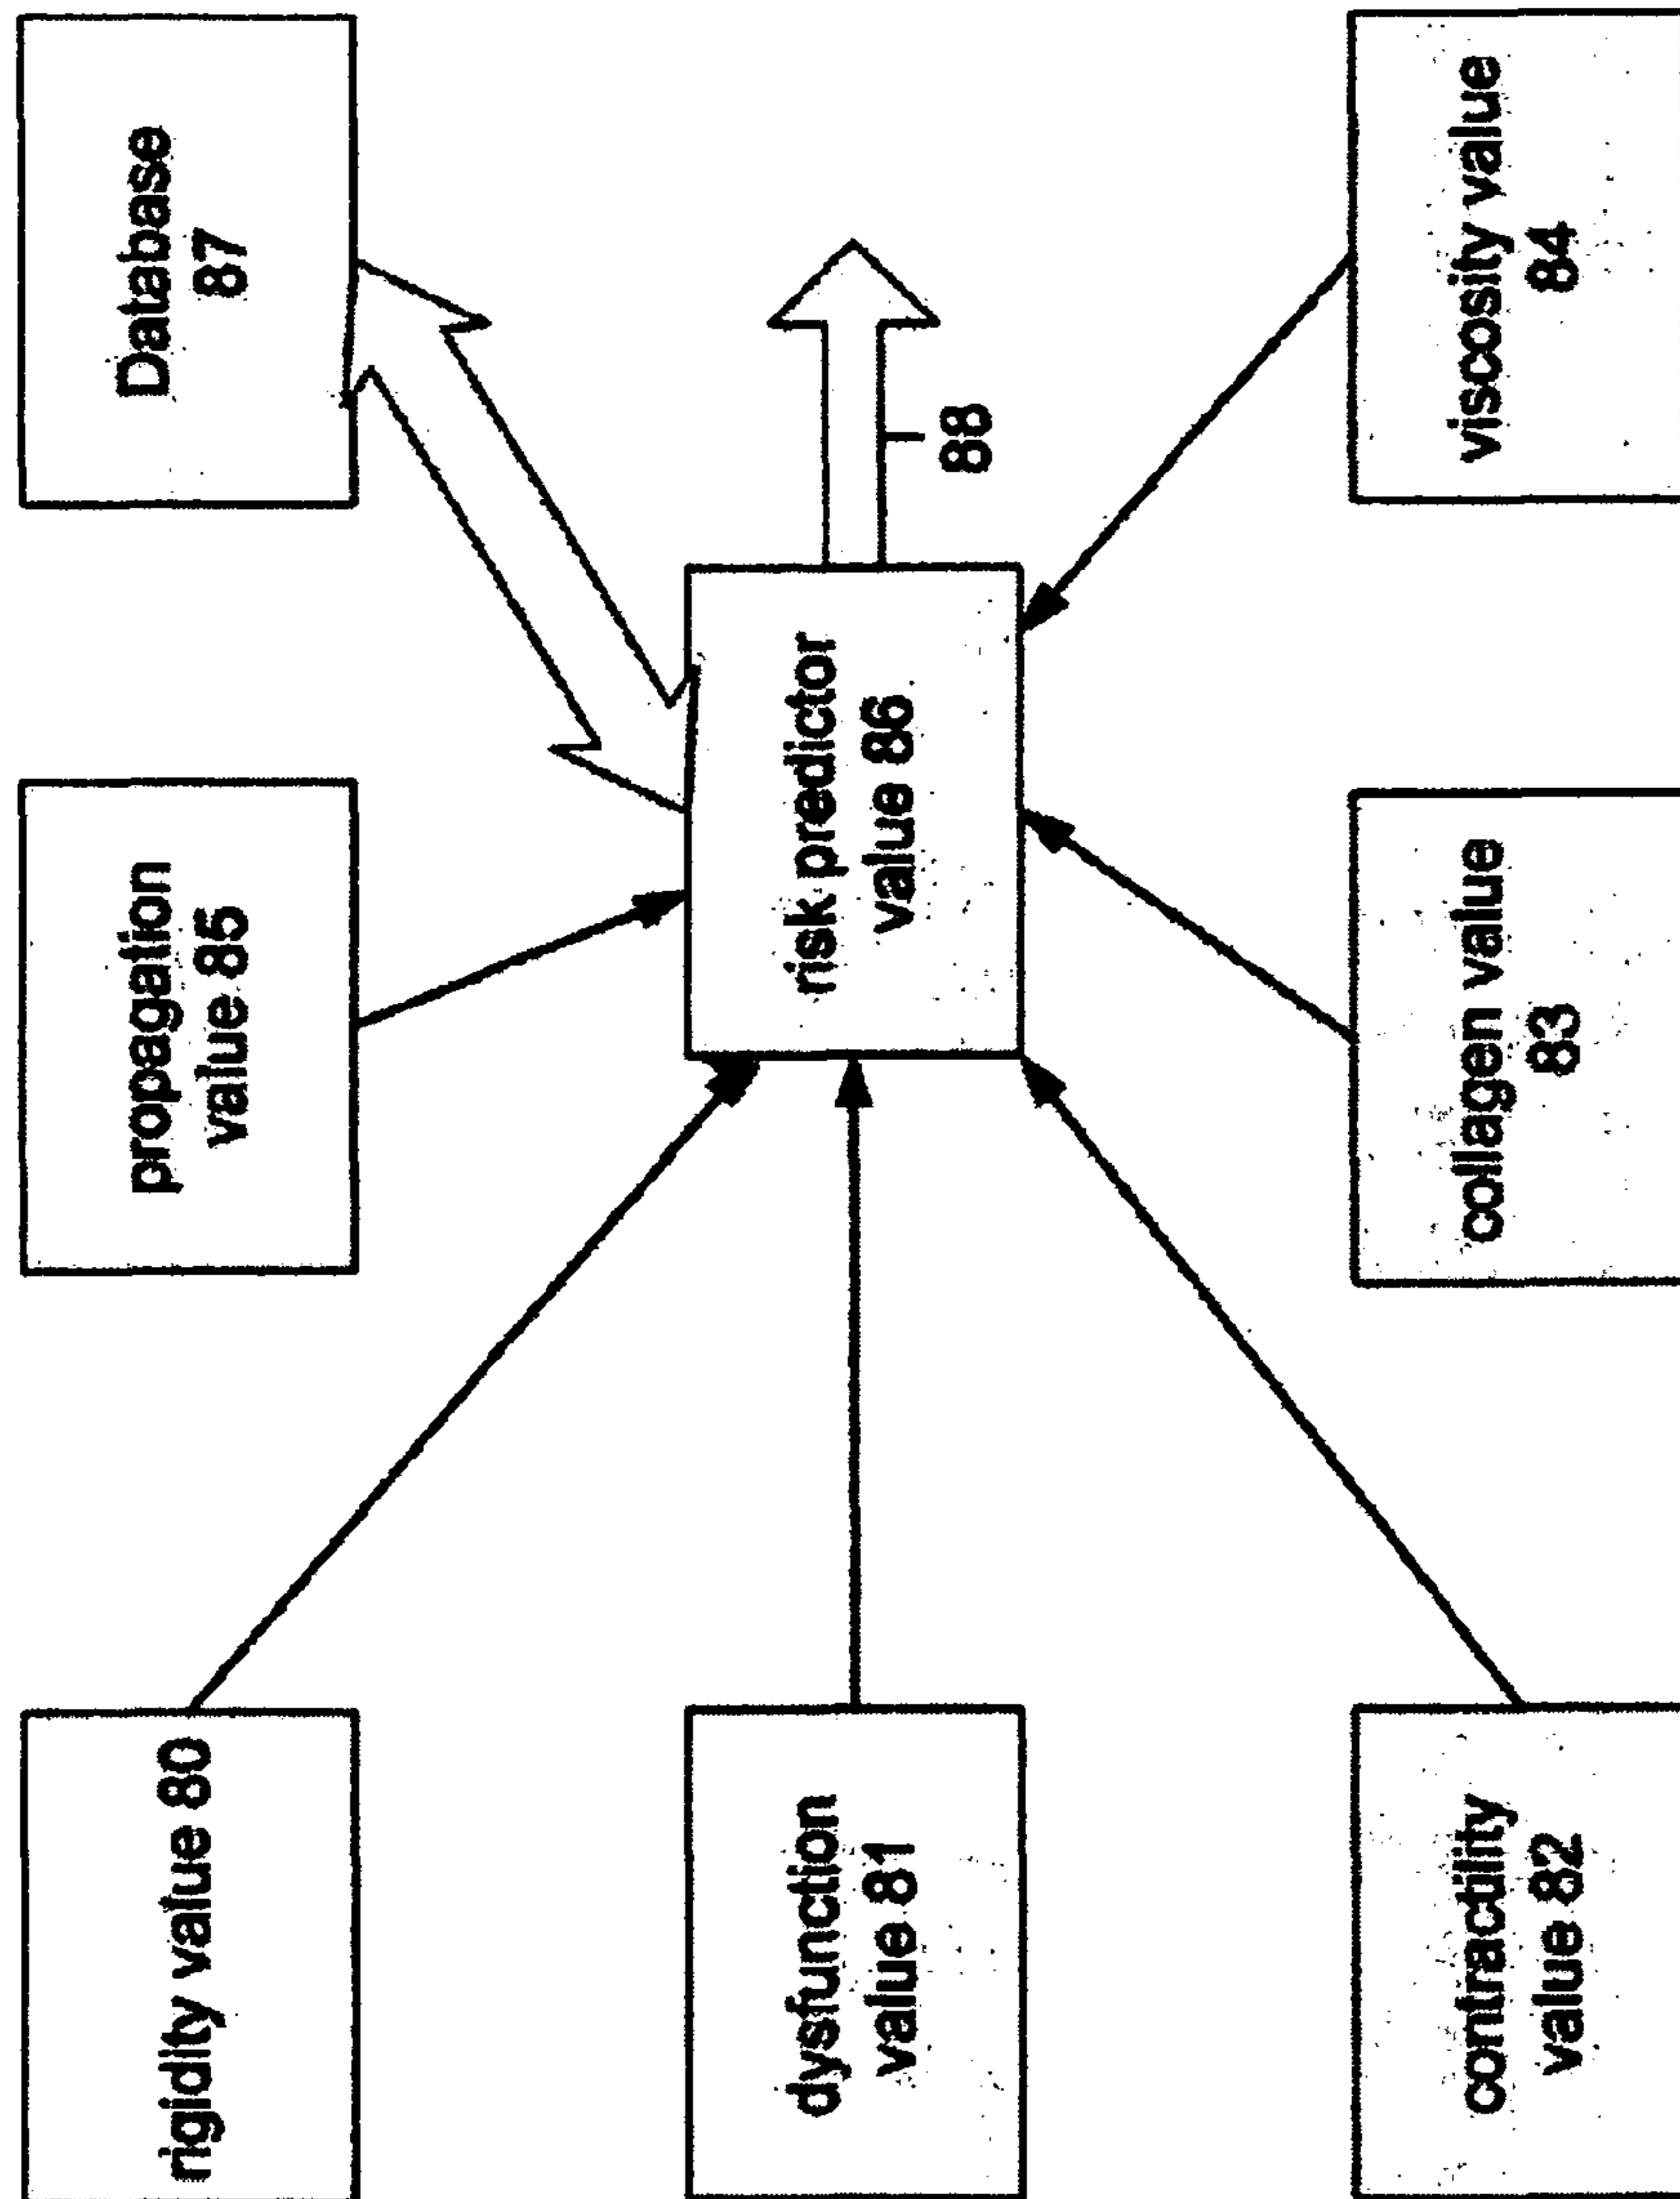 rigidity value 80
propagation
value 85
Database
87
dysfunction
value 81
risk predictor
value 86
88
contractility
value 82
collagen value
83
viscosity value
84